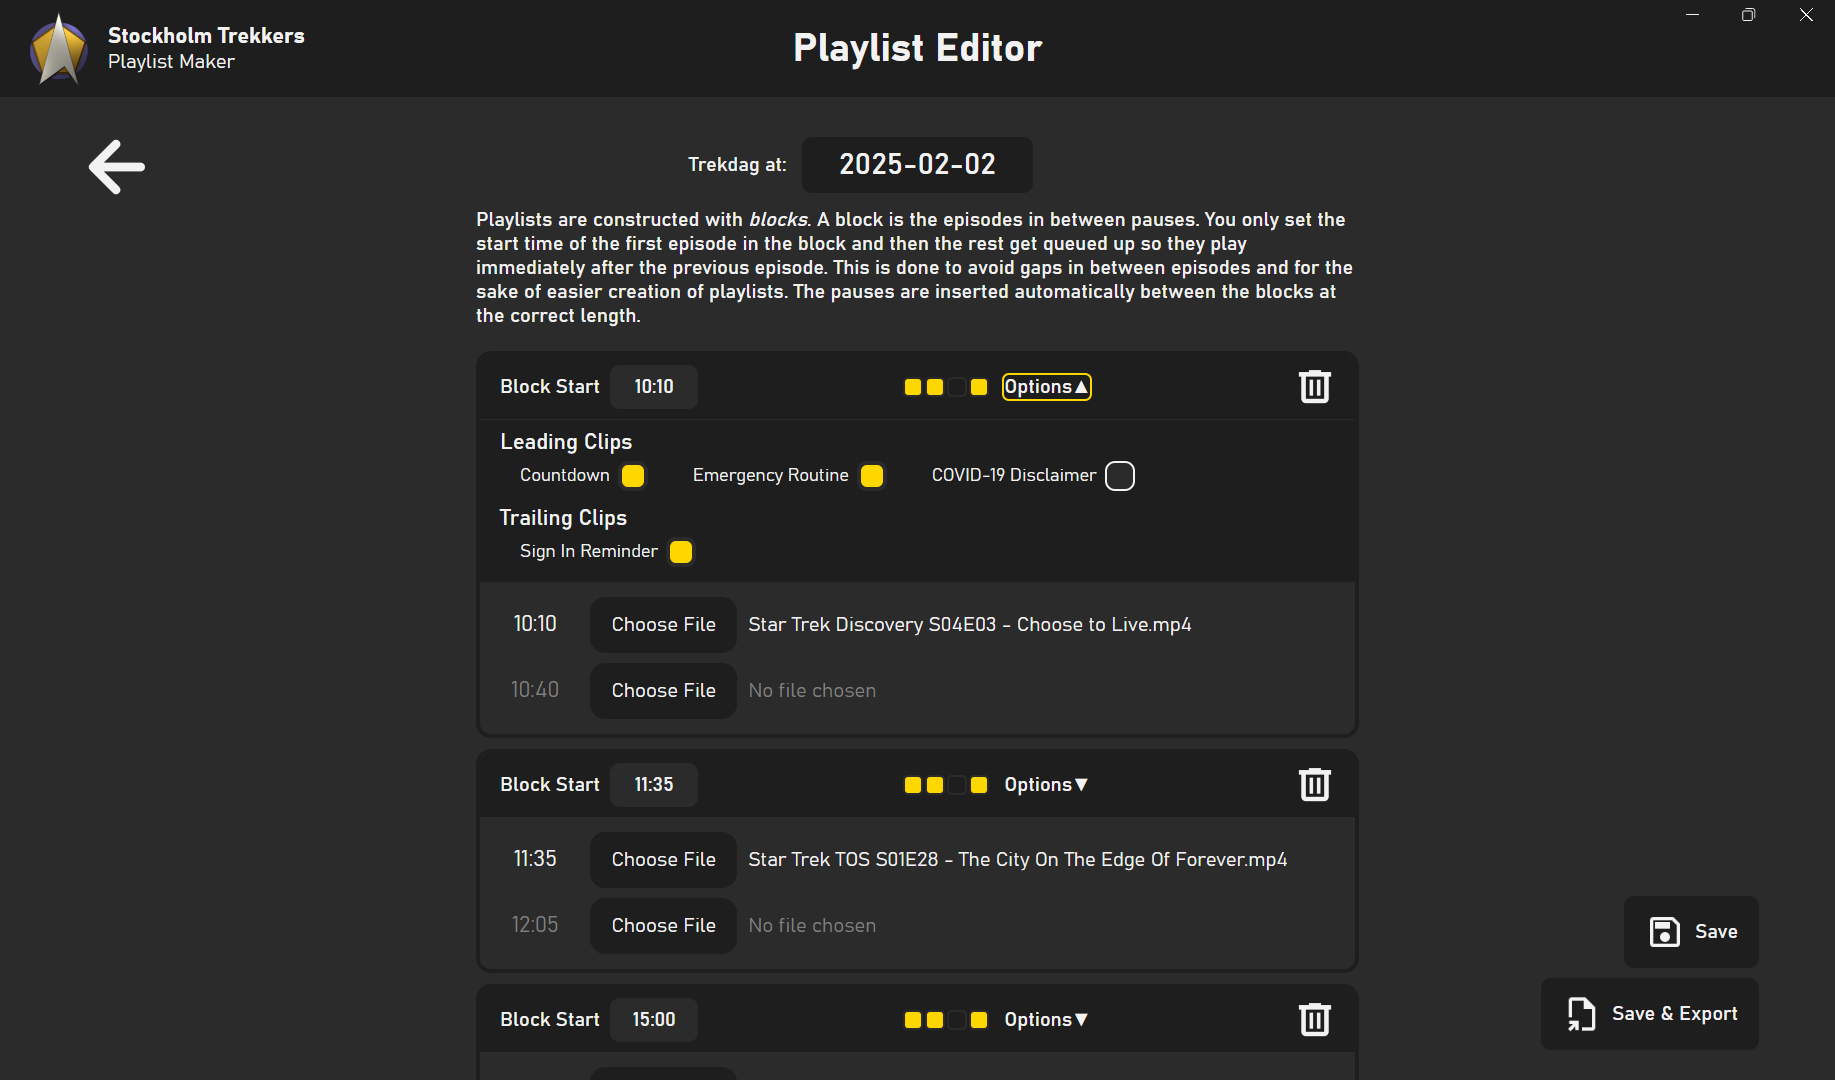 Stockholm Trekkers
Playlist Maker
Playlist Editor
Trekdag at: 2025-02-02
Playlists are constructed with blocks. A block is the episodes in between pauses. You only set the
start time of the first episode in the block and then the rest get queued up so they play
immediately after the previous episode. This is done to avoid gaps in between episodes and for the
sake of easier creation of playlists. The pauses are inserted automatically between the blocks at
the correct length.
Block Start 10:10 Options▲
Leading Clips
Countdown Emergency Routine COVID-19 Disclaimer
Trailing Clips
Sign In Reminder
10:10 Choose File Star Trek Discovery S04E03 - Choose to Live.mp4
10:40 Choose File No file chosen
Block Start 11:35 Options▼
11:35 Choose File Star Trek TOS S01E28 - The City On The Edge Of Forever.mp4
12:05 Choose File No file chosen
Block Start 15:00 Options▼
Save
Save & Export